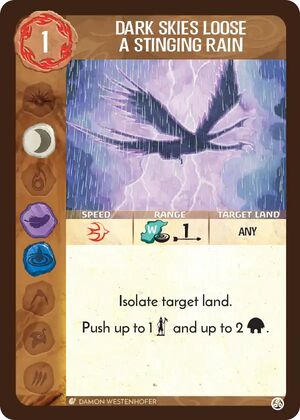 1
DARK SKIES LOOSE
A STINGING RAIN
SPEED RANGE TARGET LAND
W 1 ANY
Isolate target land.
Push up to 1 and up to 2 .
DAMON WESTENHOFER